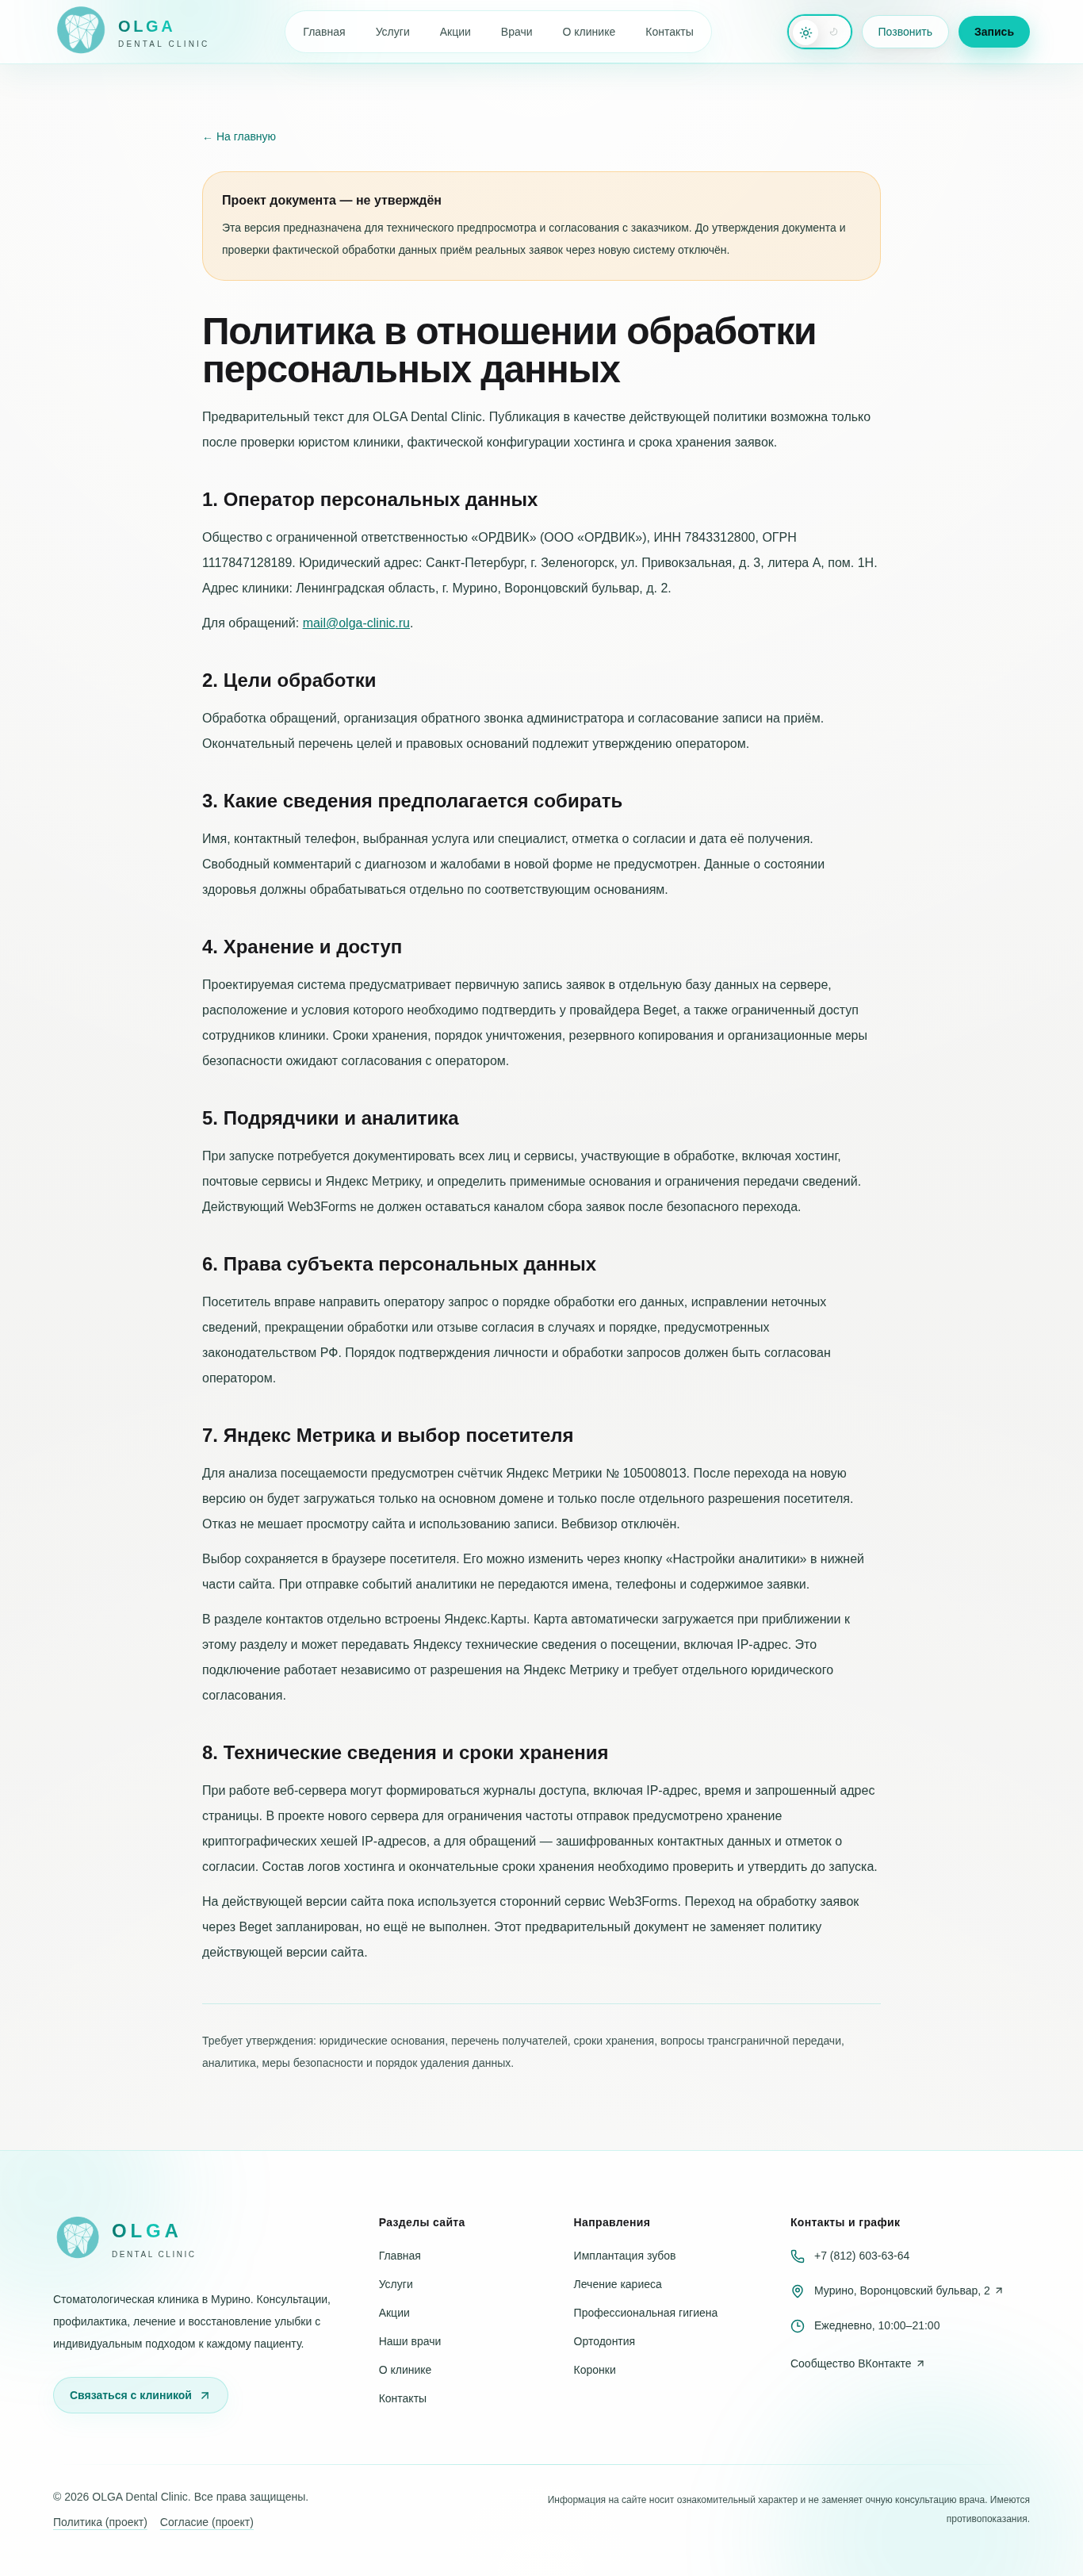 OLGA
DENTAL CLINIC
Главная Услуги Акции Врачи О клинике Контакты
Позвонить Запись
← На главную
Проект документа — не утверждён
Эта версия предназначена для технического предпросмотра и согласования с заказчиком. До утверждения документа и
проверки фактической обработки данных приём реальных заявок через новую систему отключён.
Политика в отношении обработки
персональных данных
Предварительный текст для OLGA Dental Clinic. Публикация в качестве действующей политики возможна только
после проверки юристом клиники, фактической конфигурации хостинга и срока хранения заявок.
1. Оператор персональных данных
Общество с ограниченной ответственностью «ОРДВИК» (ООО «ОРДВИК»), ИНН 7843312800, ОГРН
1117847128189. Юридический адрес: Санкт-Петербург, г. Зеленогорск, ул. Привокзальная, д. 3, литера А, пом. 1Н.
Адрес клиники: Ленинградская область, г. Мурино, Воронцовский бульвар, д. 2.
Для обращений: mail@olga-clinic.ru.
2. Цели обработки
Обработка обращений, организация обратного звонка администратора и согласование записи на приём.
Окончательный перечень целей и правовых оснований подлежит утверждению оператором.
3. Какие сведения предполагается собирать
Имя, контактный телефон, выбранная услуга или специалист, отметка о согласии и дата её получения.
Свободный комментарий с диагнозом и жалобами в новой форме не предусмотрен. Данные о состоянии
здоровья должны обрабатываться отдельно по соответствующим основаниям.
4. Хранение и доступ
Проектируемая система предусматривает первичную запись заявок в отдельную базу данных на сервере,
расположение и условия которого необходимо подтвердить у провайдера Beget, а также ограниченный доступ
сотрудников клиники. Сроки хранения, порядок уничтожения, резервного копирования и организационные меры
безопасности ожидают согласования с оператором.
5. Подрядчики и аналитика
При запуске потребуется документировать всех лиц и сервисы, участвующие в обработке, включая хостинг,
почтовые сервисы и Яндекс Метрику, и определить применимые основания и ограничения передачи сведений.
Действующий Web3Forms не должен оставаться каналом сбора заявок после безопасного перехода.
6. Права субъекта персональных данных
Посетитель вправе направить оператору запрос о порядке обработки его данных, исправлении неточных
сведений, прекращении обработки или отзыве согласия в случаях и порядке, предусмотренных
законодательством РФ. Порядок подтверждения личности и обработки запросов должен быть согласован
оператором.
7. Яндекс Метрика и выбор посетителя
Для анализа посещаемости предусмотрен счётчик Яндекс Метрики № 105008013. После перехода на новую
версию он будет загружаться только на основном домене и только после отдельного разрешения посетителя.
Отказ не мешает просмотру сайта и использованию записи. Вебвизор отключён.
Выбор сохраняется в браузере посетителя. Его можно изменить через кнопку «Настройки аналитики» в нижней
части сайта. При отправке событий аналитики не передаются имена, телефоны и содержимое заявки.
В разделе контактов отдельно встроены Яндекс.Карты. Карта автоматически загружается при приближении к
этому разделу и может передавать Яндексу технические сведения о посещении, включая IP-адрес. Это
подключение работает независимо от разрешения на Яндекс Метрику и требует отдельного юридического
согласования.
8. Технические сведения и сроки хранения
При работе веб-сервера могут формироваться журналы доступа, включая IP-адрес, время и запрошенный адрес
страницы. В проекте нового сервера для ограничения частоты отправок предусмотрено хранение
криптографических хешей IP-адресов, а для обращений — зашифрованных контактных данных и отметок о
согласии. Состав логов хостинга и окончательные сроки хранения необходимо проверить и утвердить до запуска.
На действующей версии сайта пока используется сторонний сервис Web3Forms. Переход на обработку заявок
через Beget запланирован, но ещё не выполнен. Этот предварительный документ не заменяет политику
действующей версии сайта.
Требует утверждения: юридические основания, перечень получателей, сроки хранения, вопросы трансграничной передачи,
аналитика, меры безопасности и порядок удаления данных.
OLGA
DENTAL CLINIC
Стоматологическая клиника в Мурино. Консультации,
профилактика, лечение и восстановление улыбки с
индивидуальным подходом к каждому пациенту.
Связаться с клиникой
Разделы сайта
Главная
Услуги
Акции
Наши врачи
О клинике
Контакты
Направления
Имплантация зубов
Лечение кариеса
Профессиональная гигиена
Ортодонтия
Коронки
Контакты и график
+7 (812) 603-63-64
Мурино, Воронцовский бульвар, 2
Ежедневно, 10:00–21:00
Сообщество ВКонтакте
© 2026 OLGA Dental Clinic. Все права защищены.
Политика (проект) Согласие (проект)
Информация на сайте носит ознакомительный характер и не заменяет очную консультацию врача. Имеются
противопоказания.